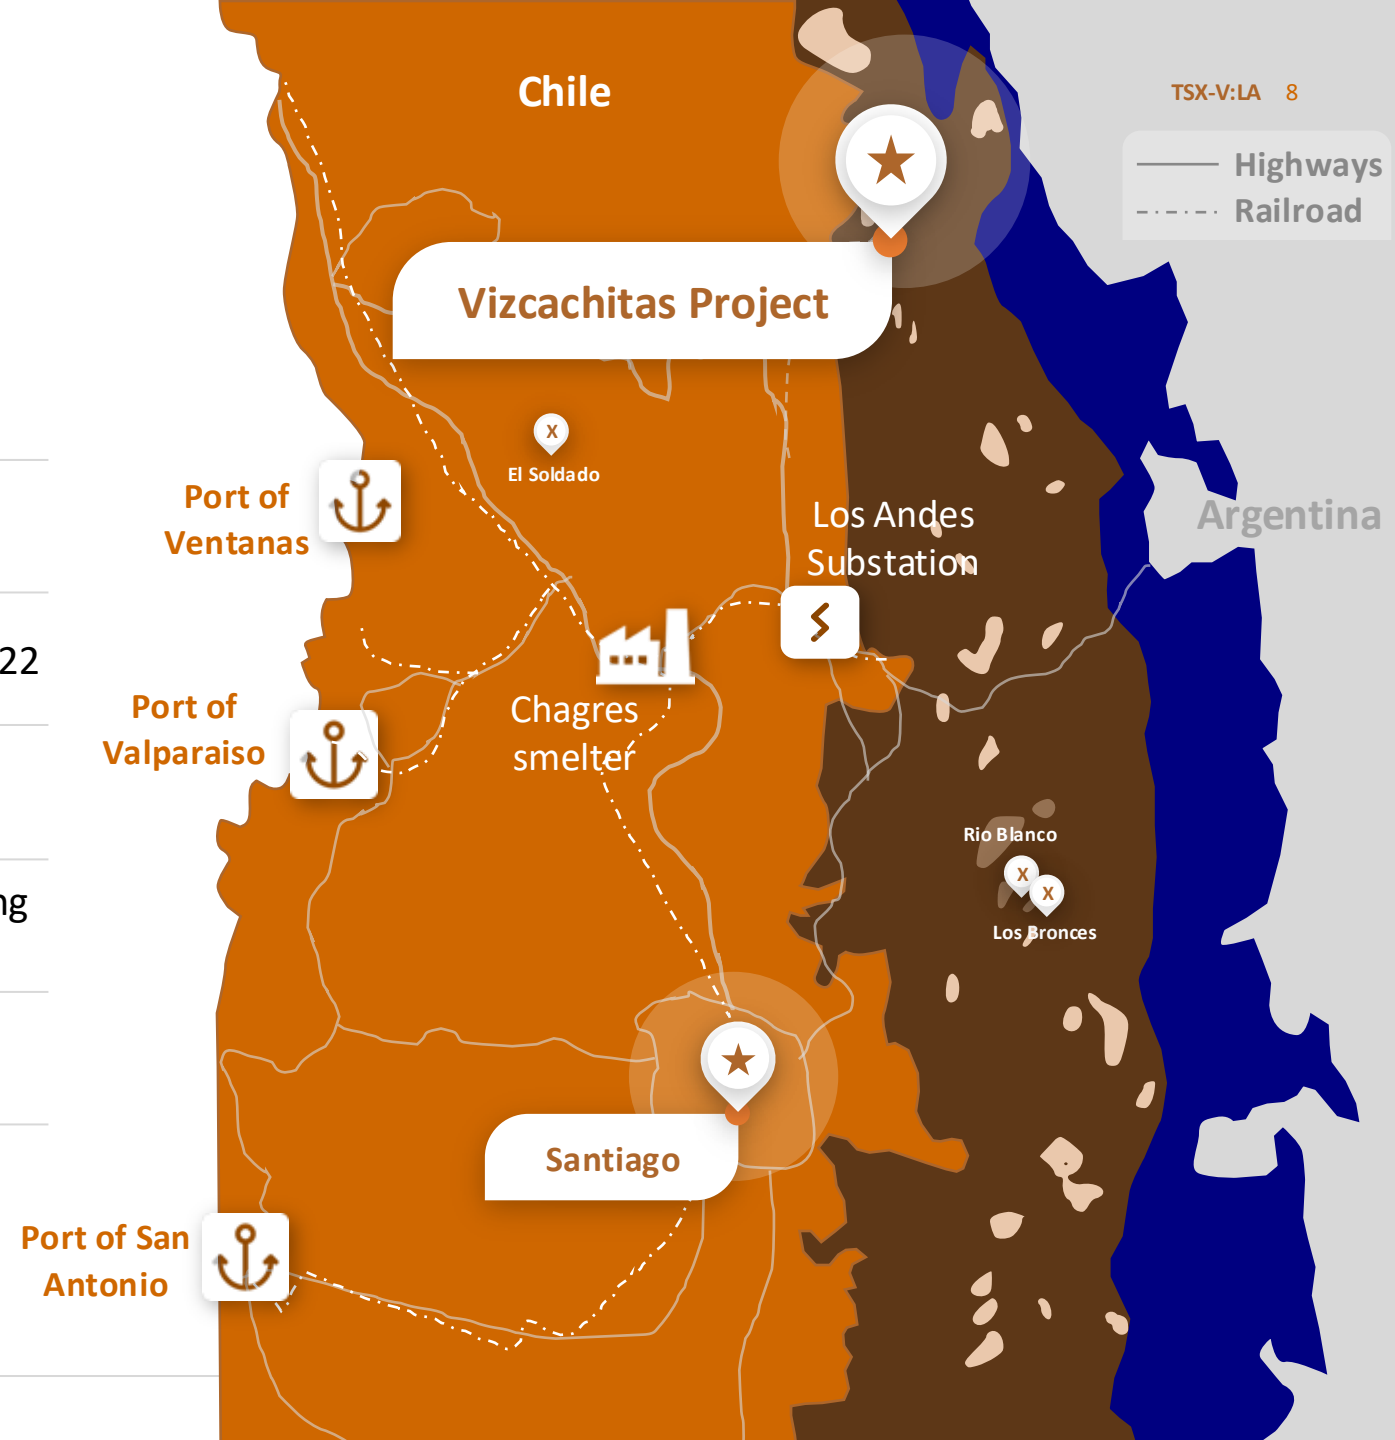 Chile
TSX-V:LA 8
Highways
Railroad
Vizcachitas Project
X
El Soldado
Port of
Ventanas
Los Andes
Substation
Argentina
22
Port of
Valparaiso
Chagres
smelter
Rio Blanco
X
X
Los Bronces
ng
Santiago
Port of San
Antonio